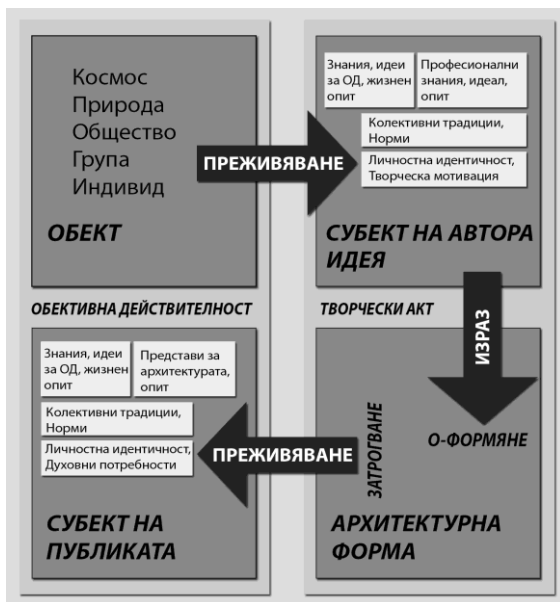 Космос
Природа
Общество
Група
Индивид
ОБЕКТ
ПРЕЖИВЯВАНЕ
Знания, идеи
за ОД, жизнен
опит
Професионални
знания, идеал,
опит
Колективни традиции,
Норми
Личностна идентичност,
Творческа мотивация
СУБЕКТ НА АВТОРА
ИДЕЯ
ОБЕКТИВНА ДЕЙСТВИТЕЛНОСТ
ТВОРЧЕСКИ АКТ
ИЗРАЗ
Знания, идеи
за ОД, жизнен
опит
Представи за
архитектурата,
опит
Колективни традиции,
Норми
Личностна идентичност,
Духовни потребности
СУБЕКТ НА
ПУБЛИКАТА
ПРЕЖИВЯВАНЕ
ЗАТРОГВАНЕ
О-ФОРМЯНЕ
АРХИТЕКТУРНА
ФОРМА